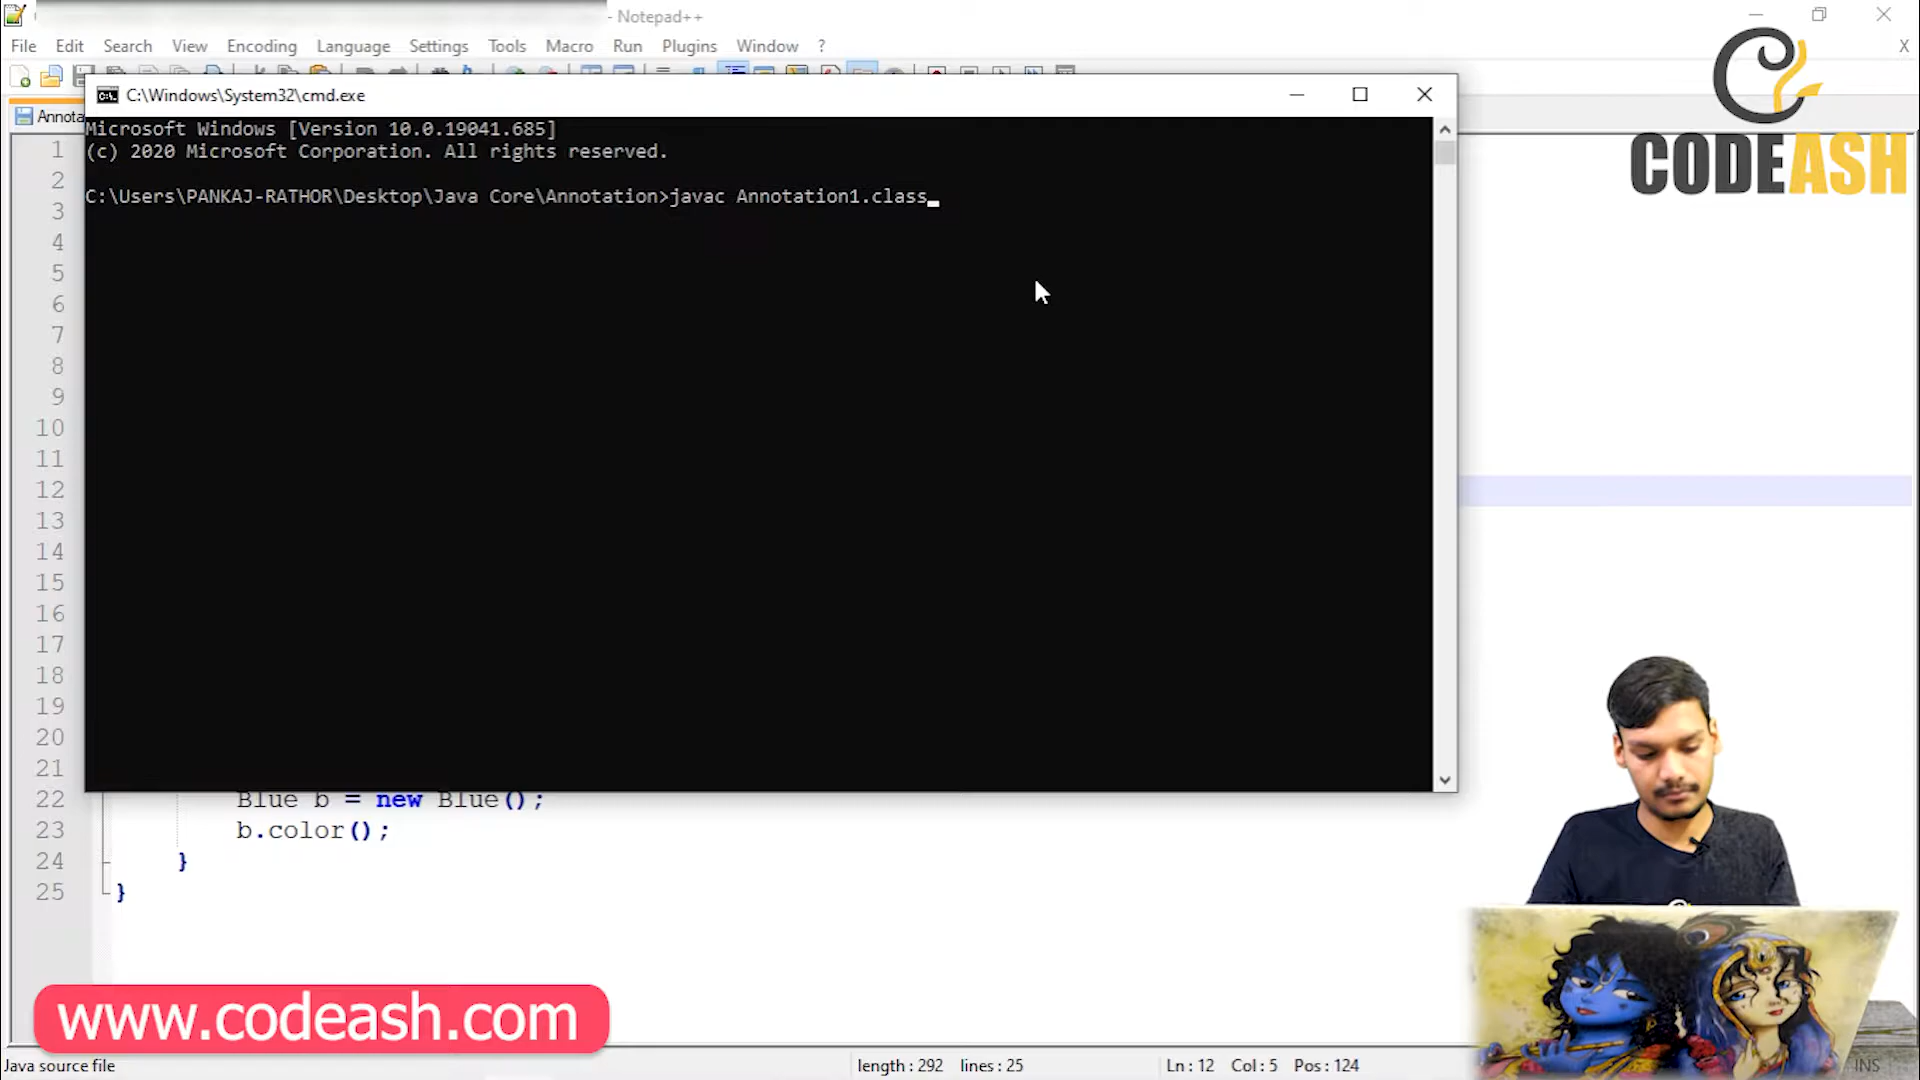 - Notepad++
File Edit Search View Encoding Language Settings Tools Macro Run Plugins Window ? X
C:\Windows\System32\cmd.exe
Annota
Microsoft Windows [Version 10.0.19041.685]
(c) 2020 Microsoft Corporation. All rights reserved.
C:\Users\PANKAJ-RATHOR\Desktop\Java Core\Annotation>javac Annotation1.class
CODEASH
1
2
3
4
5
6
7
8
9
10
11
12
13
14
15
16
17
18
19
20
21
22 Blue b = new Blue();
23 b.color();
24 }
25 }
www.codeash.com
Java source file length : 292 lines : 25 Ln : 12 Col : 5 Pos : 124 INS